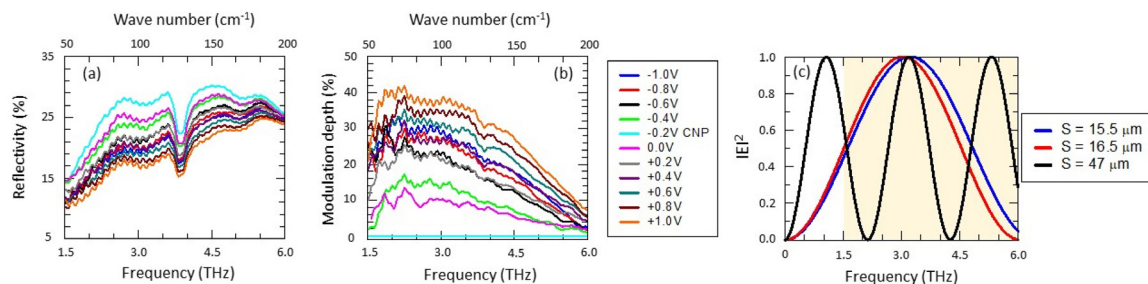 Wave number (cm⁻¹)
50 100 150 200
(a)
Reflectivity (%)
35
25
15
5
1.5 3.0 4.5 6.0
Frequency (THz)
Wave number (cm⁻¹)
50 100 150 200
(b)
Modulation depth (%)
50
40
30
20
10
0
1.5 3.0 4.5 6.0
Frequency (THz)
-1.0V
-0.8V
-0.6V
-0.4V
-0.2V CNP
0.0V
+0.2V
+0.4V
+0.6V
+0.8V
+1.0V
(c)
IEI²
1.0
0.8
0.6
0.4
0.2
0.0
0 1.5 3.0 4.5 6.0
Frequency (THz)
S = 15.5 μm
S = 16.5 μm
S = 47 μm